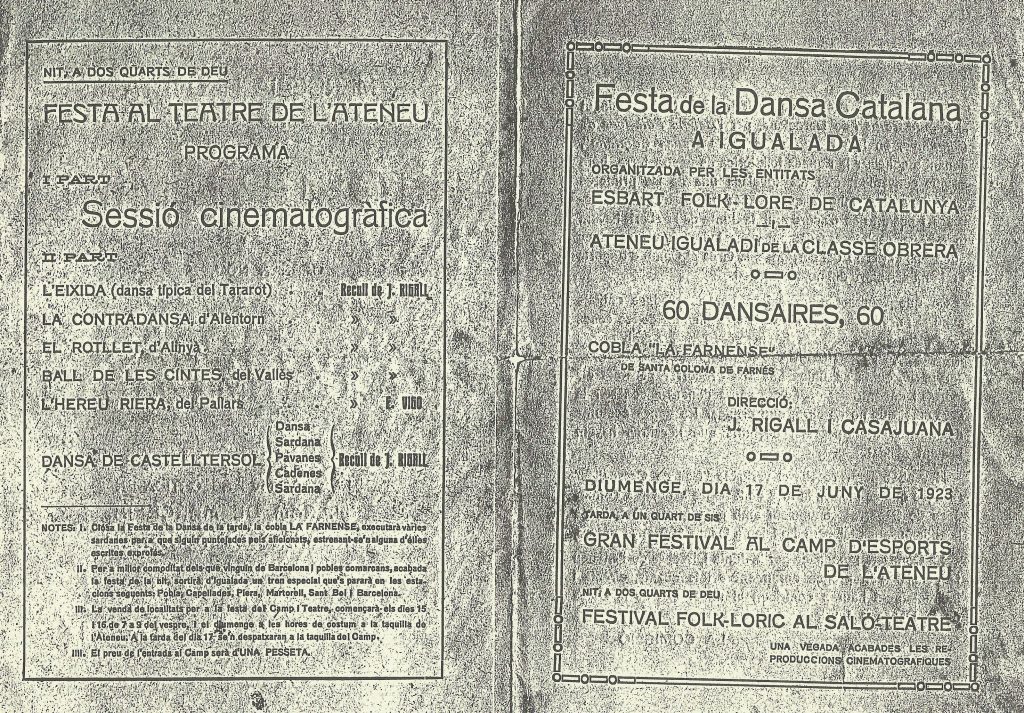 NIT, A DOS QUARTS DE DEU
FESTA AL TEATRE DE L'ATENEU
PROGRAMA
I PART
Sessió cinematogràfica
II PART
L'EIXIDA (dansa típica del Tararot) Recull de J. RIGALL
LA CONTRADANSA, d'Alentorn » »
EL ROTLLET, d'Alinyà » »
BALL DE LES CINTES, del Vallès » »
L'HEREU RIERA, del Pallars » E. VIGO
DANSA DE CASTELLTERSOL Recull de J. RIGALL
Dansa
Sardana
Pavanes
Cadenes
Sardana
NOTES: I. Closa la Festa de la Dansa de la tarda, la cobla LA FARNENSE, executarà vàries
sardanes per a que siguin puntejades pels aficionats, estrenant-se'n alguna d'elles
escrites exprofés.
II. Per a millor comoditat dels que vinguin de Barcelona i pobles comarcans, acabada
la festa de la nit, sortirà d'Igualada un tren especial que's pararà en les esta-
cions seguents: Pobla, Capellades, Piera, Martorell, Sant Boi i Barcelona.
III. La venda de localitats per a la festa del Camp i Teatre, començarà els dies 15
i 16 de 7 a 9 del vespre, i el diumenge a les hores de costum a la taquilla de
l'Ateneu. A la tarda del dia 17 se'n despatxaran a la taquilla del Camp.
IIII. El preu de l'entrada al Camp serà d'UNA PESSETA.
Festa de la Dansa Catalana
A IGUALADA
ORGANITZADA PER LES ENTITATS
ESBART FOLK-LORE DE CATALUNYA
— I —
ATENEU IGUALADI DE LA CLASSE OBRERA
60 DANSAIRES, 60
COBLA "LA FARNENSE"
DE SANTA COLOMA DE FARNÉS
DIRECCIÓ:
J. RIGALL I CASAJUANA
DIUMENGE, DIA 17 DE JUNY DE 1923
TARDA, A UN QUART DE SIS
GRAN FESTIVAL AL CAMP D'ESPORTS
DE L'ATENEU
NIT, A DOS QUARTS DE DEU
FESTIVAL FOLK-LORIC AL SALÓ-TEATRE
UNA VEGADA ACABADES LES RE-
PRODUCCIONS CINEMATOGRAFIQUES